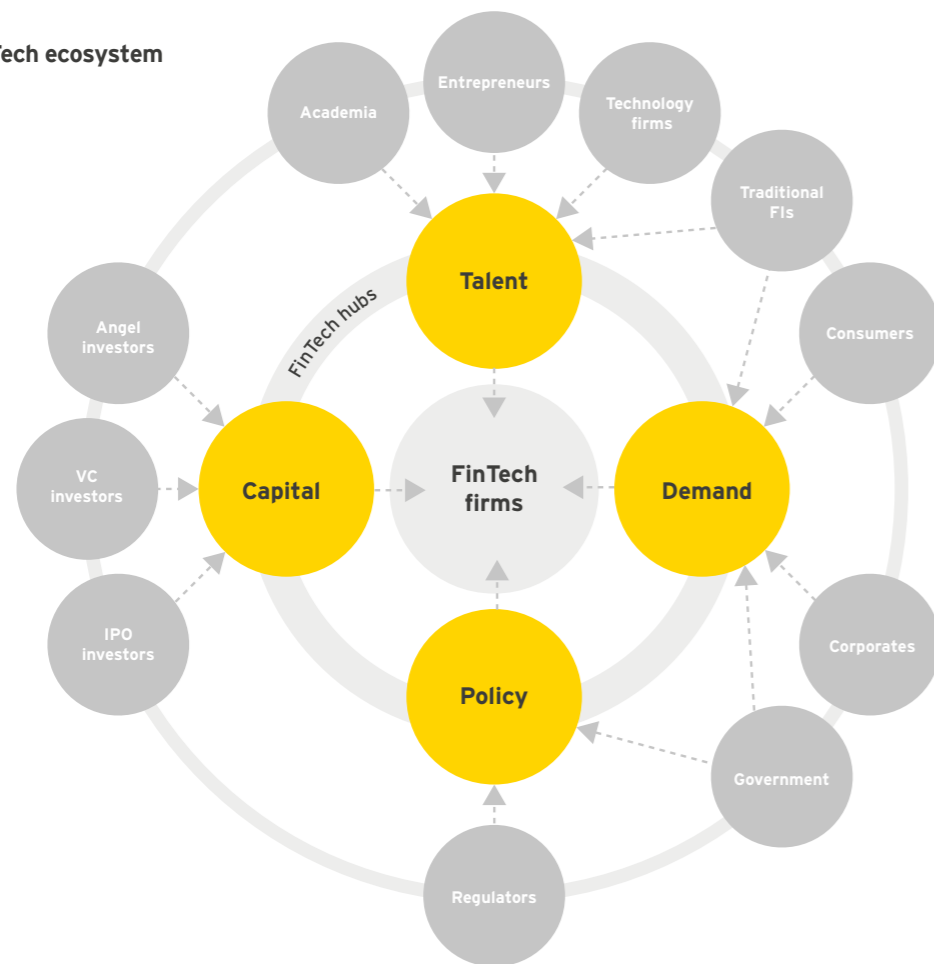 Tech ecosystem
Entrepreneurs
Academia
Technology
firms
Traditional
FIs
Talent
FinTech hubs
Angel
investors
Consumers
VC
investors
Capital
FinTech
firms
Demand
IPO
investors
Corporates
Policy
Government
Regulators